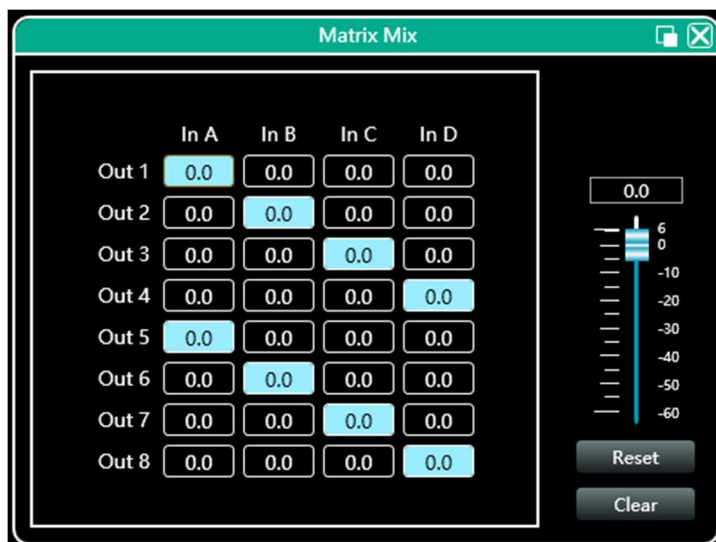 Matrix Mix
In A In B In C In D
Out 1 0.0 0.0 0.0 0.0
Out 2 0.0 0.0 0.0 0.0
Out 3 0.0 0.0 0.0 0.0
Out 4 0.0 0.0 0.0 0.0
Out 5 0.0 0.0 0.0 0.0
Out 6 0.0 0.0 0.0 0.0
Out 7 0.0 0.0 0.0 0.0
Out 8 0.0 0.0 0.0 0.0
0.0
6
0
-10
-20
-30
-40
-50
-60
Reset
Clear